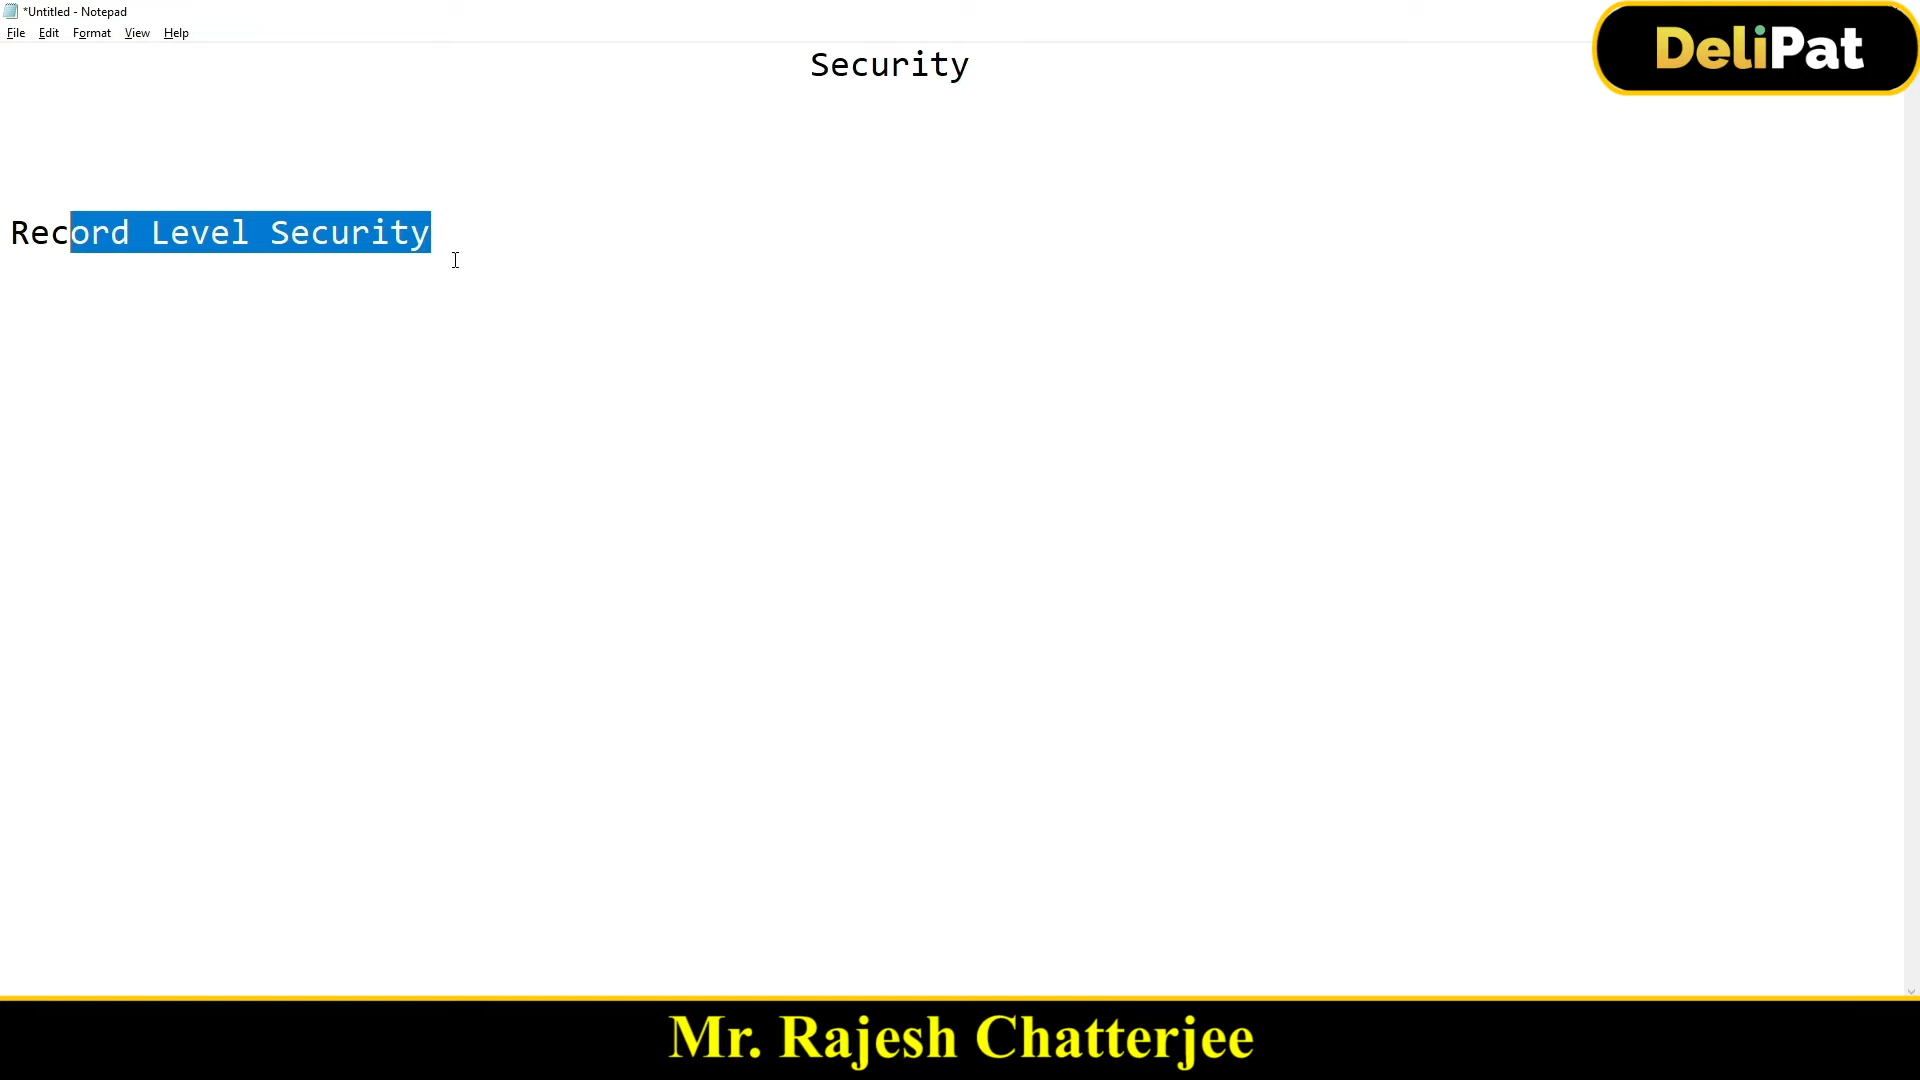 *Untitled - Notepad
File Edit Format View Help
DeliPat
Security
Record Level Security
Mr. Rajesh Chatterjee